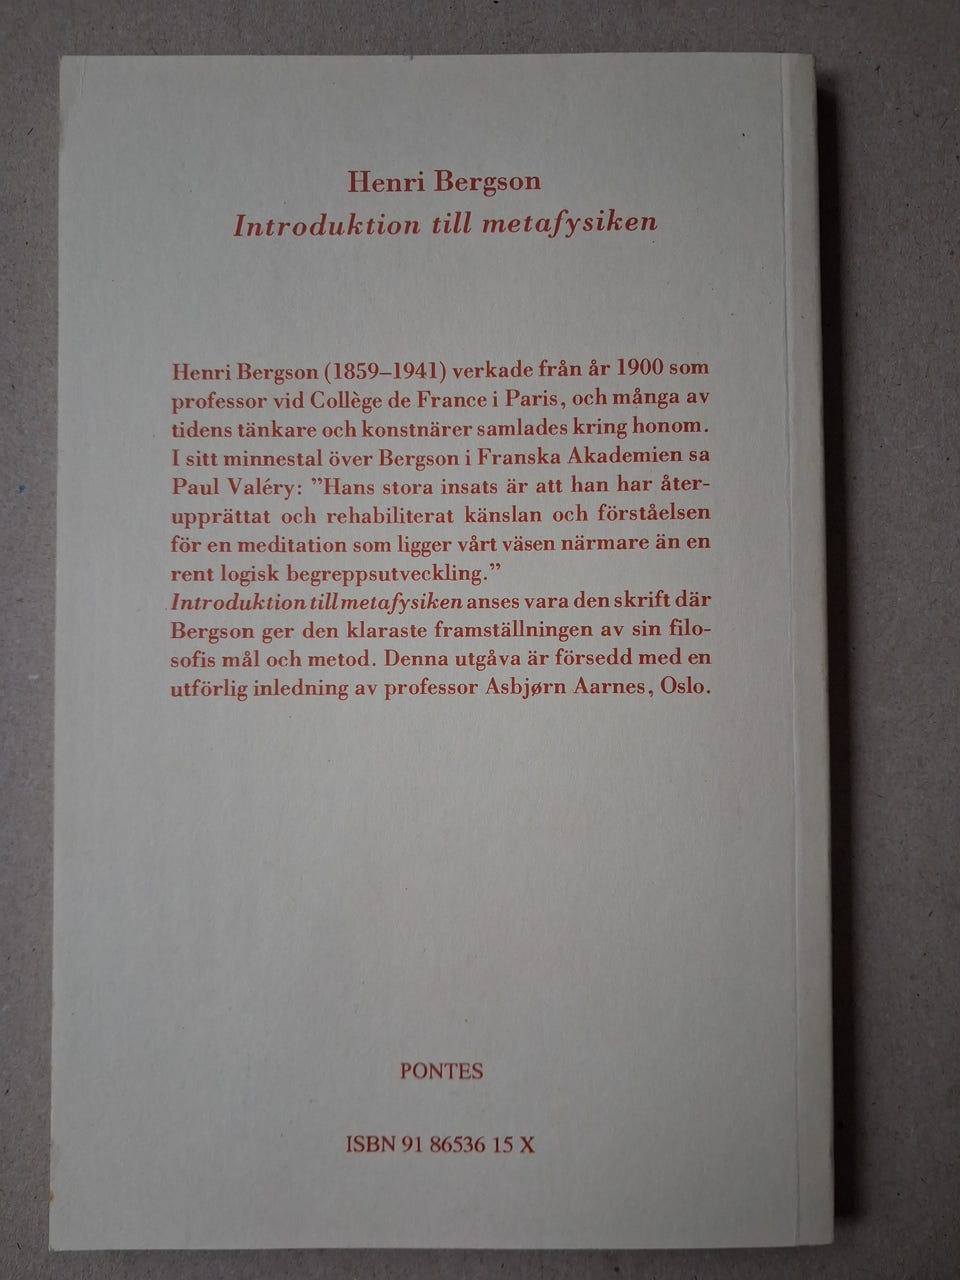 Henri Bergson
Introduktion till metafysiken
Henri Bergson (1859–1941) verkade från år 1900 som
professor vid Collège de France i Paris, och många av
tidens tänkare och konstnärer samlades kring honom.
I sitt minnestal över Bergson i Franska Akademien sa
Paul Valéry: ”Hans stora insats är att han har åter-
upprättat och rehabiliterat känslan och förståelsen
för en meditation som ligger vårt väsen närmare än en
rent logisk begreppsutveckling.”
Introduktion till metafysiken anses vara den skrift där
Bergson ger den klaraste framställningen av sin filo-
sofis mål och metod. Denna utgåva är försedd med en
utförlig inledning av professor Asbjørn Aarnes, Oslo.
PONTES
ISBN 91 86536 15 X